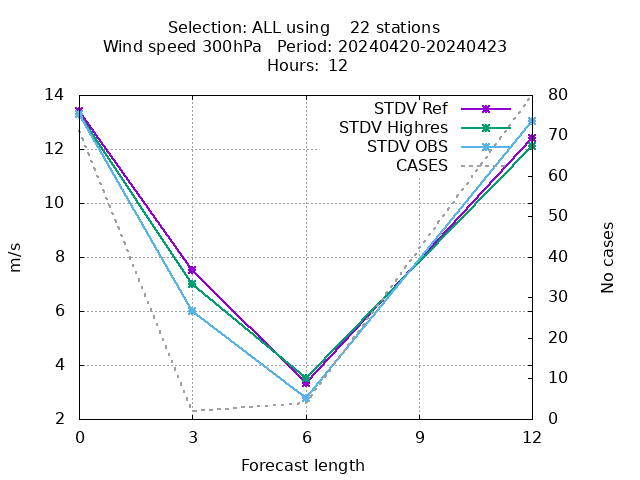 Selection: ALL using    22 stations
Wind speed 300hPa   Period: 20240420-20240423
Hours: 12
14
12
10
8
6
4
2
80
70
60
50
40
30
20
10
0
STDV Ref
STDV Highres
STDV OBS
CASES
m/s
No cases
0 3 6 9 12
Forecast length